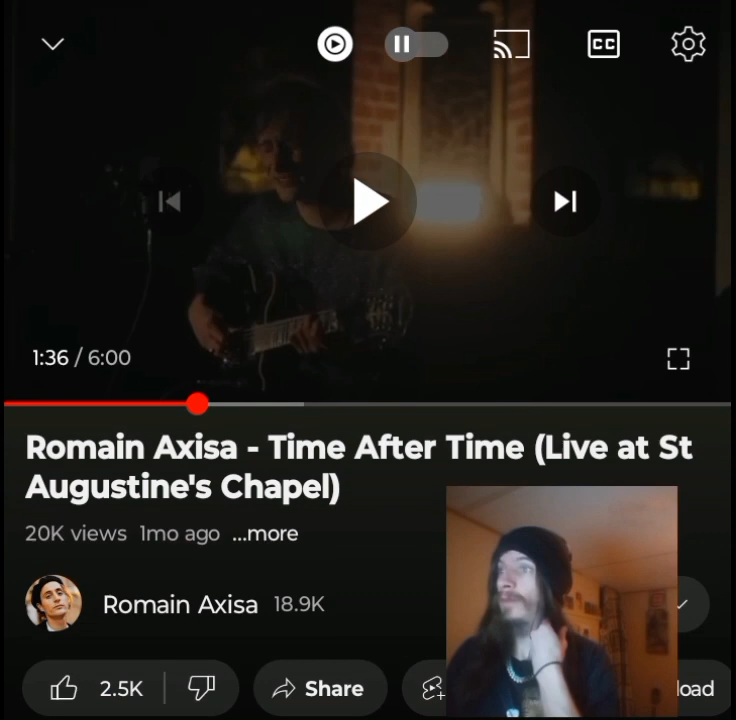 CC
1:36 / 6:00
Romain Axisa - Time After Time (Live at St
Augustine's Chapel)
20K views 1mo ago ...more
Romain Axisa 18.9K
2.5K Share load